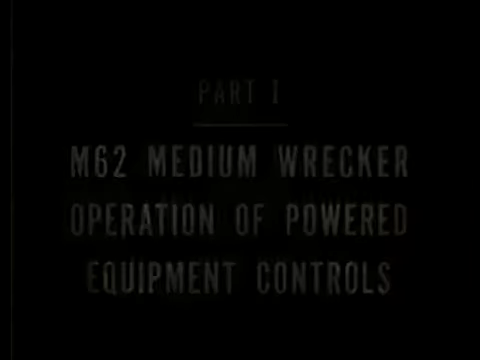 PART I
M62 MEDIUM WRECKER
OPERATION OF POWERED
EQUIPMENT CONTROLS